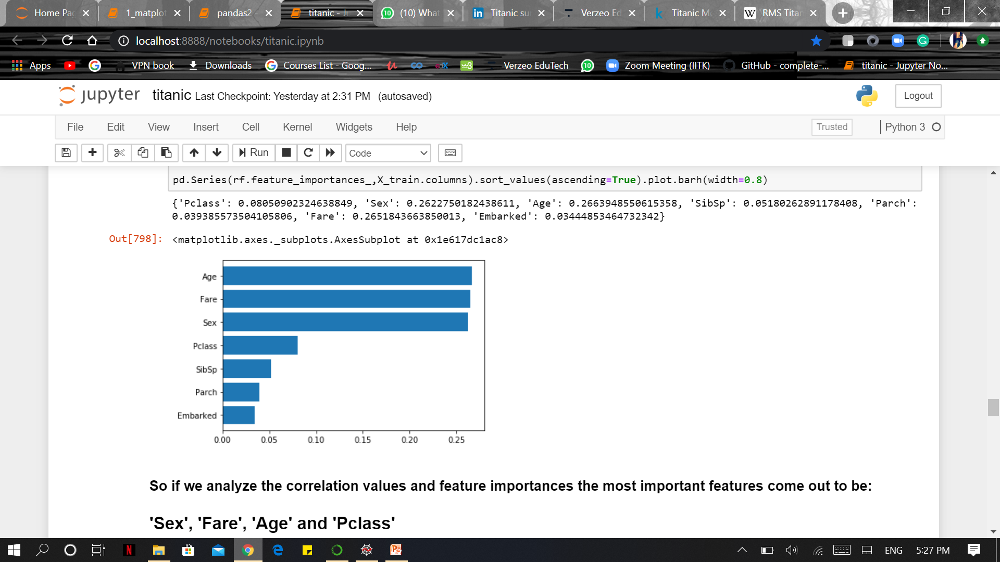 Home Pag
1_matplot
pandas2 -
titanic - Ju
(10) What
Titanic su
Verzeo Ed
Titanic M
RMS Titan
localhost:8888/notebooks/titanic.ipynb
Apps
VPN book
Downloads
Courses List - Goog...
Verzeo EduTech
Zoom Meeting (IITK)
GitHub - complete-...
titanic - Jupyter No...
jupyter titanic Last Checkpoint: Yesterday at 2:31 PM (autosaved)
Logout
File Edit View Insert Cell Kernel Widgets Help
Trusted
Python 3
Run
Code
pd.Series(rf.feature_importances_,X_train.columns).sort_values(ascending=True).plot.barh(width=0.8)
{'Pclass': 0.08050902324638849, 'Sex': 0.2622750182438611, 'Age': 0.2663948550615358, 'SibSp': 0.05180262891178408, 'Parch':
0.039385573504105806, 'Fare': 0.2651843663850013, 'Embarked': 0.03444853464732342}
Out[798]: <matplotlib.axes._subplots.AxesSubplot at 0x1e617dc1ac8>
Age
Fare
Sex
Pclass
SibSp
Parch
Embarked
0.00 0.05 0.10 0.15 0.20 0.25
So if we analyze the correlation values and feature importances the most important features come out to be:
'Sex', 'Fare', 'Age' and 'Pclass'
ENG 5:27 PM